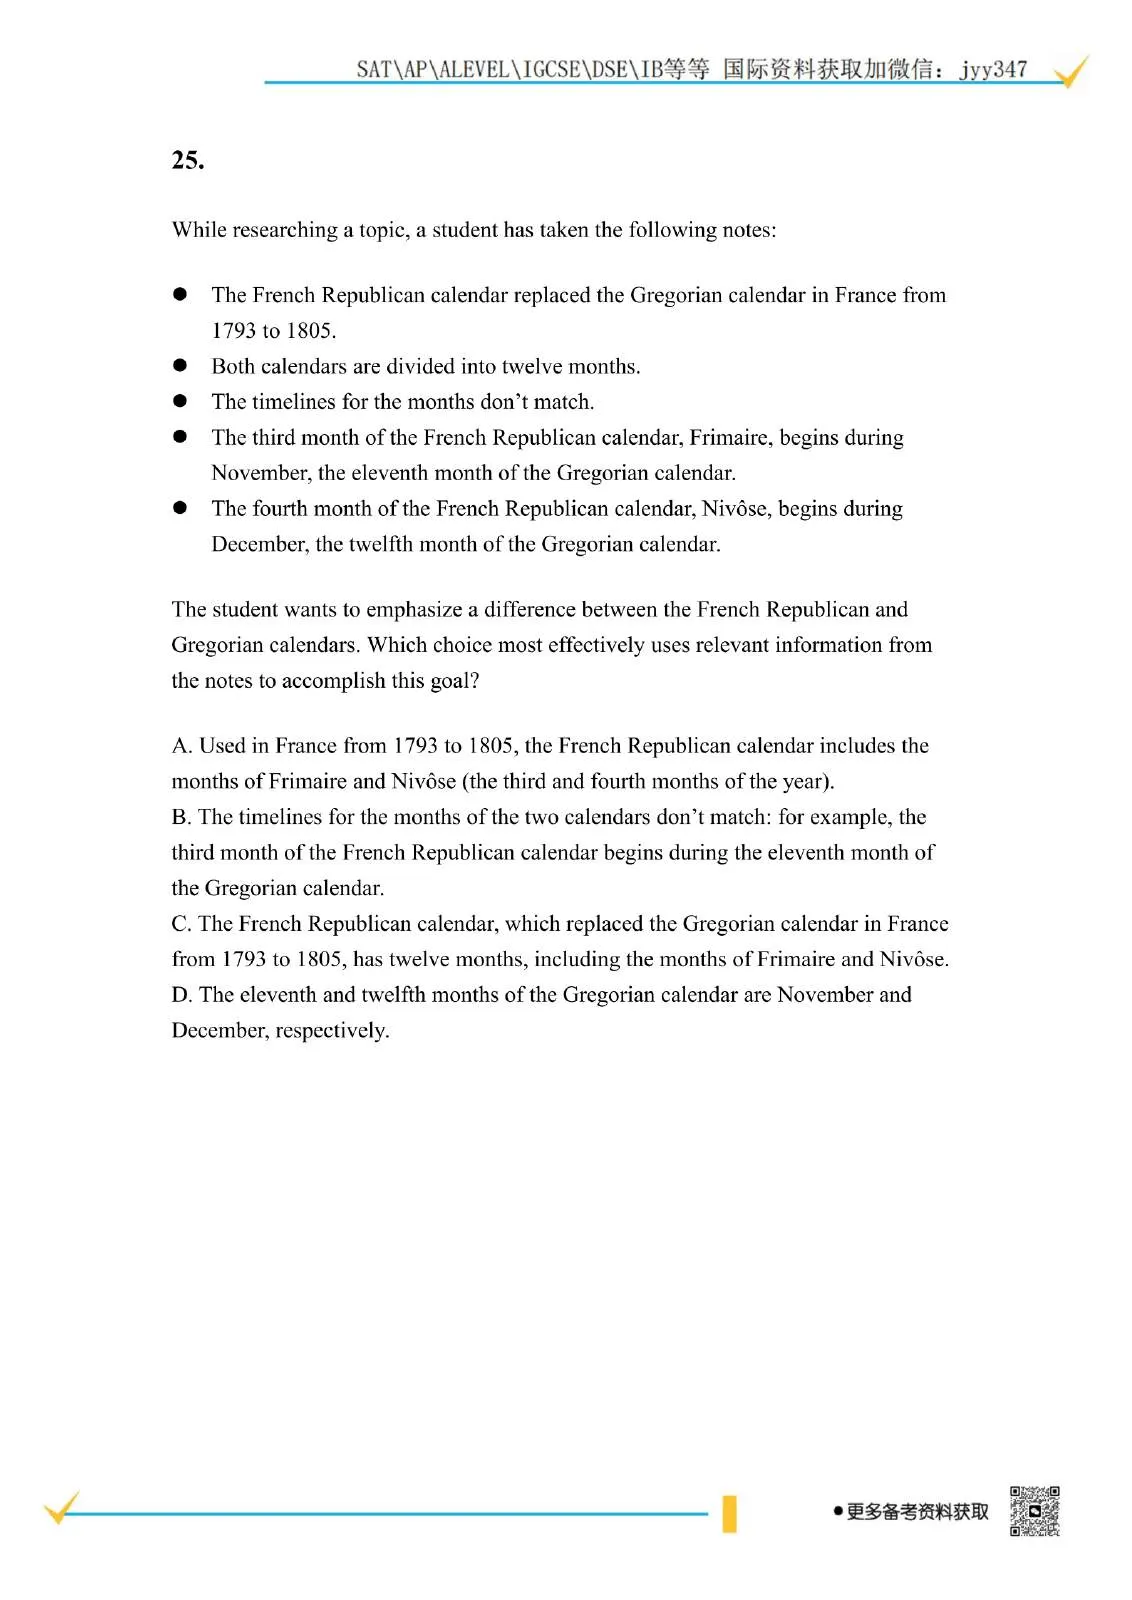 SAT\AP\ALEVEL\IGCSE\DSE\IB等等 国际资料获取加微信: jyy347
25.
While researching a topic, a student has taken the following notes:
● The French Republican calendar replaced the Gregorian calendar in France from
1793 to 1805.
● Both calendars are divided into twelve months.
● The timelines for the months don’t match.
● The third month of the French Republican calendar, Frimaire, begins during
November, the eleventh month of the Gregorian calendar.
● The fourth month of the French Republican calendar, Nivôse, begins during
December, the twelfth month of the Gregorian calendar.
The student wants to emphasize a difference between the French Republican and
Gregorian calendars. Which choice most effectively uses relevant information from
the notes to accomplish this goal?
A. Used in France from 1793 to 1805, the French Republican calendar includes the
months of Frimaire and Nivôse (the third and fourth months of the year).
B. The timelines for the months of the two calendars don’t match: for example, the
third month of the French Republican calendar begins during the eleventh month of
the Gregorian calendar.
C. The French Republican calendar, which replaced the Gregorian calendar in France
from 1793 to 1805, has twelve months, including the months of Frimaire and Nivôse.
D. The eleventh and twelfth months of the Gregorian calendar are November and
December, respectively.
●更多备考资料获取